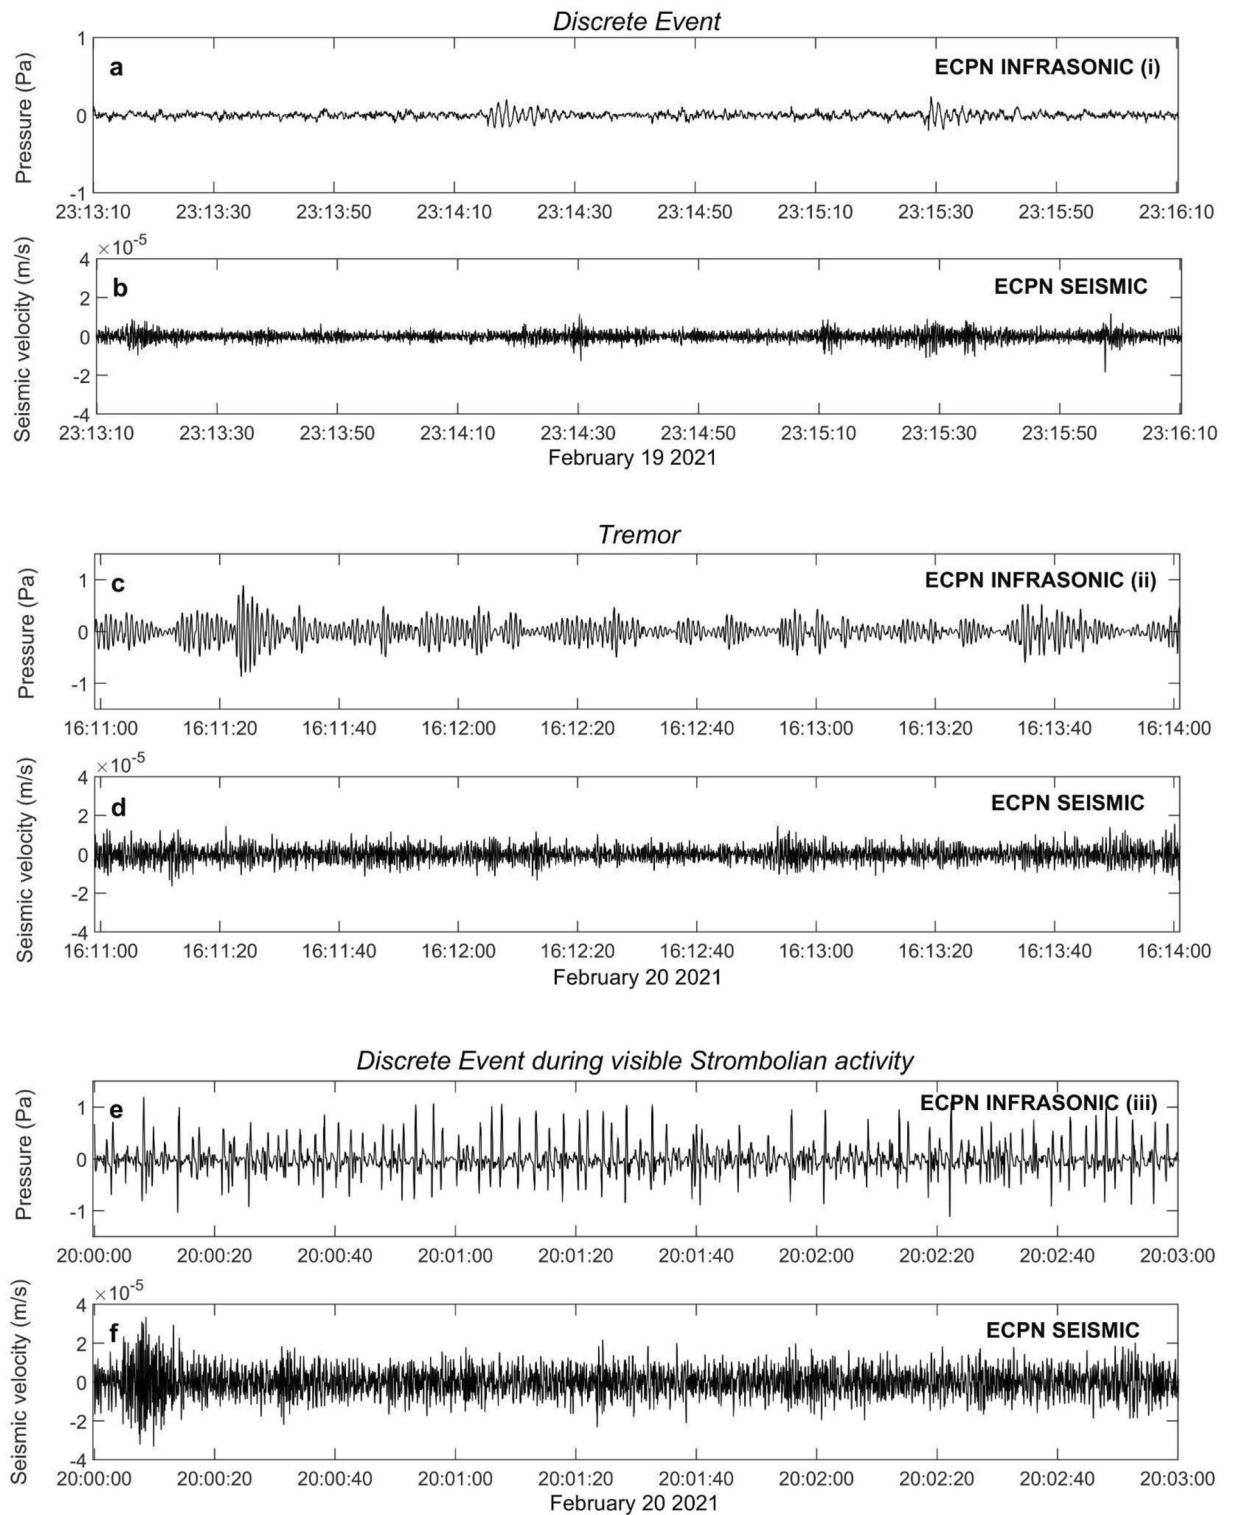 Discrete Event
a
ECPN INFRASONIC (i)
Pressure (Pa)
1
0
-1
23:13:10 23:13:30 23:13:50 23:14:10 23:14:30 23:14:50 23:15:10 23:15:30 23:15:50 23:16:10
×10-5
b
ECPN SEISMIC
Seismic velocity (m/s)
4
2
0
-2
-4
23:13:10 23:13:30 23:13:50 23:14:10 23:14:30 23:14:50 23:15:10 23:15:30 23:15:50 23:16:10
February 19 2021
Tremor
c
ECPN INFRASONIC (ii)
Pressure (Pa)
1
0
-1
16:11:00 16:11:20 16:11:40 16:12:00 16:12:20 16:12:40 16:13:00 16:13:20 16:13:40 16:14:00
×10-5
d
ECPN SEISMIC
Seismic velocity (m/s)
4
2
0
-2
-4
16:11:00 16:11:20 16:11:40 16:12:00 16:12:20 16:12:40 16:13:00 16:13:20 16:13:40 16:14:00
February 20 2021
Discrete Event during visible Strombolian activity
e
ECPN INFRASONIC (iii)
Pressure (Pa)
1
0
-1
20:00:00 20:00:20 20:00:40 20:01:00 20:01:20 20:01:40 20:02:00 20:02:20 20:02:40 20:03:00
×10-5
f
ECPN SEISMIC
Seismic velocity (m/s)
4
2
0
-2
-4
20:00:00 20:00:20 20:00:40 20:01:00 20:01:20 20:01:40 20:02:00 20:02:20 20:02:40 20:03:00
February 20 2021